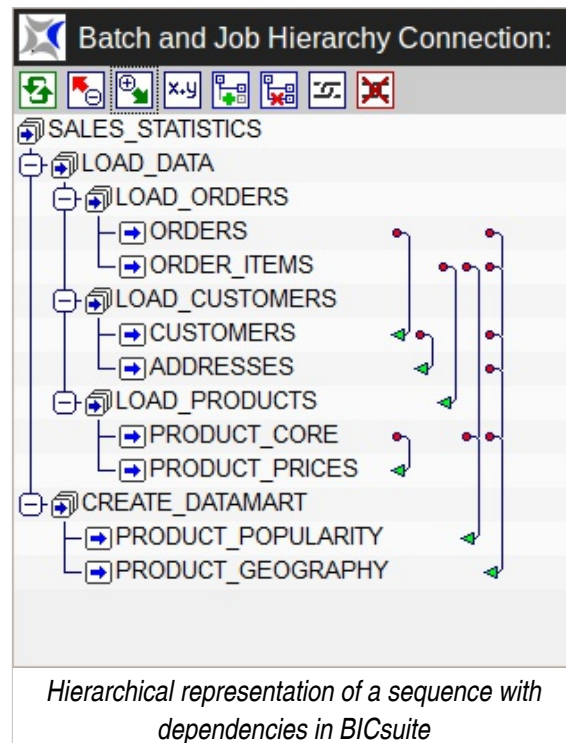 Batch and Job Hierarchy Connection:
x+y
SALES_STATISTICS
LOAD_DATA
LOAD_ORDERS
ORDERS
ORDER_ITEMS
LOAD_CUSTOMERS
CUSTOMERS
ADDRESSES
LOAD_PRODUCTS
PRODUCT_CORE
PRODUCT_PRICES
CREATE_DATAMART
PRODUCT_POPULARITY
PRODUCT_GEOGRAPHY
Hierarchical representation of a sequence with
dependencies in BICsuite